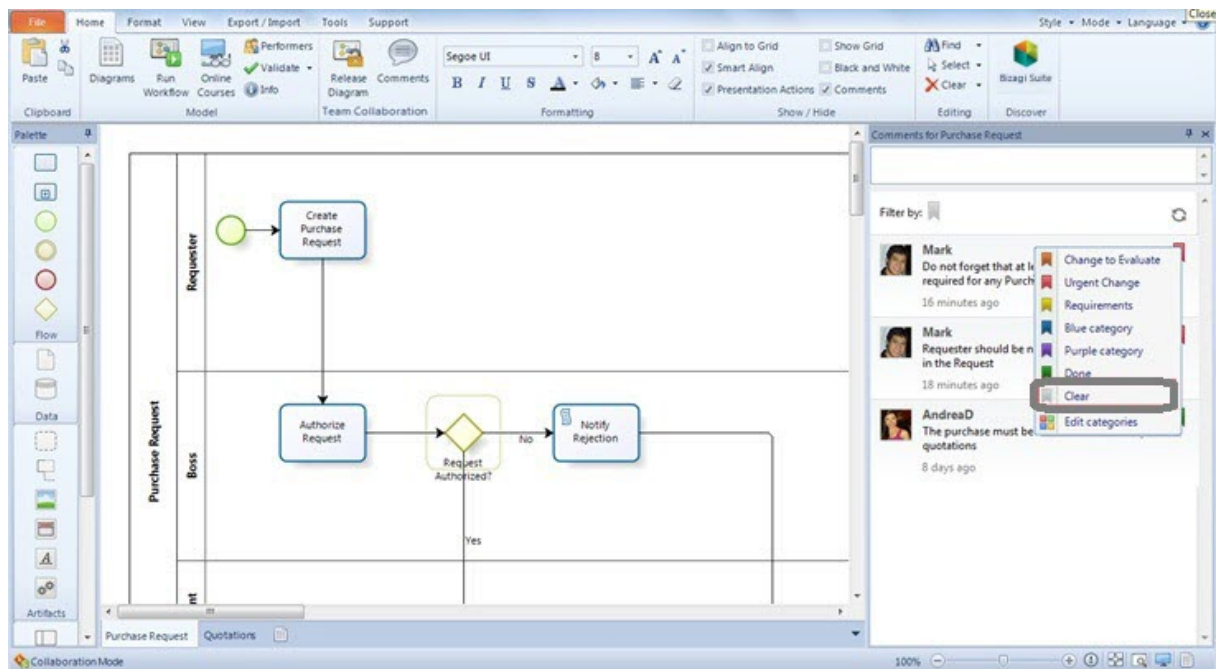 Close
File Home Format View Export / Import Tools Support Style Mode Language
Paste
Clipboard
Diagrams
Run Workflow
Online Courses
Performers
Validate
Info
Model
Release Diagram
Comments
Team Collaboration
Segoe UI 8 A A
B I U S A
Formatting
Align to Grid Show Grid
Smart Align Black and White
Presentation Actions Comments
Show / Hide
Find
Select
Clear
Editing
Bizagi Suite
Discover
Palette
Flow
Data
A
Artifacts
Purchase Request
Requester
Create
Purchase
Request
Boss
Authorize
Request
Request
Authorized?
No
Notify
Rejection
Yes
Comments for Purchase Request
Filter by:
Mark
Do not forget that at
required for any
16 minutes ago
Mark
Requester should be
in the Request
18 minutes ago
AndreaD
The purchase must be
quotations
8 days ago
Change to Evaluate
Urgent Change
Requirements
Blue category
Purple category
Done
Clear
Edit categories
Purchase Request Quotations
Collaboration Mode 100%